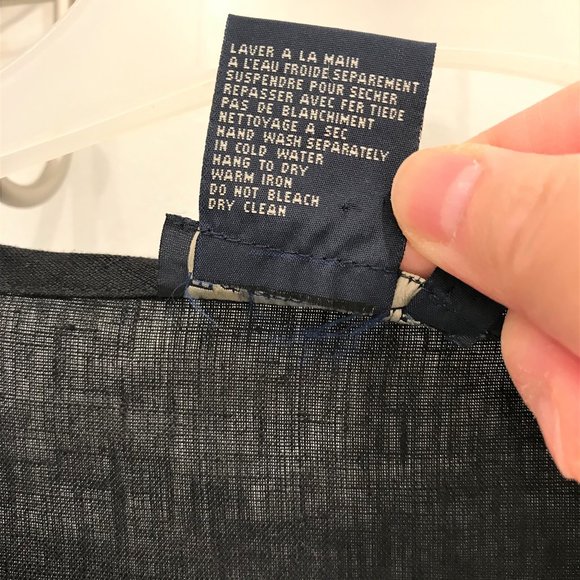 LAVER A LA MAIN
A L'EAU FROIDE SEPAREMENT
SUSPENDRE POUR SECHER
REPASSER AVEC FER TIEDE
PAS DE BLANCHIMENT
NETTOYAGE A SEC
HAND WASH SEPARATELY
IN COLD WATER
HANG TO DRY
WARM IRON
DO NOT BLEACH
DRY CLEAN